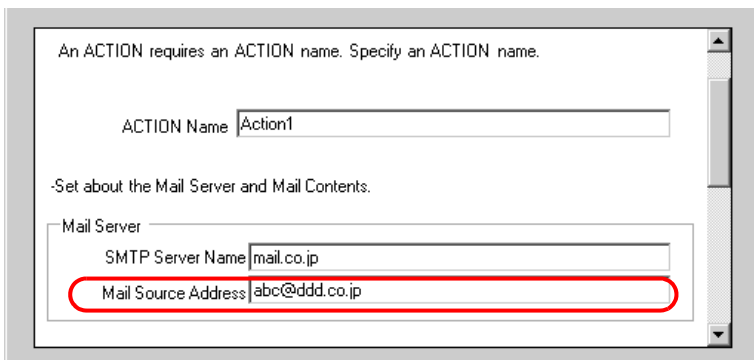 An ACTION requires an ACTION name. Specify an ACTION name.
ACTION Name Action1
-Set about the Mail Server and Mail Contents.
Mail Server
SMTP Server Name mail.co.jp
Mail Source Address abc@ddd.co.jp